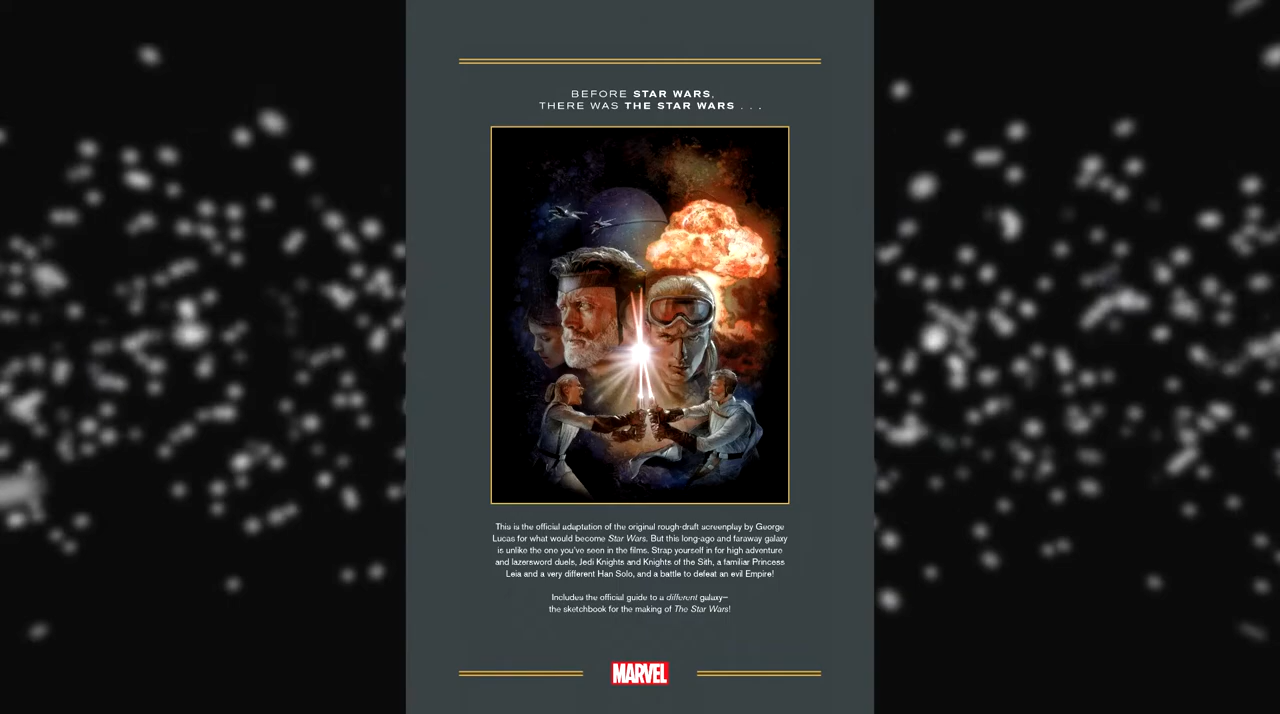 BEFORE STAR WARS,
THERE WAS THE STAR WARS . . .
This is the official adaptation of the original rough-draft screenplay by George
Lucas for what would become Star Wars. But this long-ago and faraway galaxy
is unlike the one you've seen in the films. Strap yourself in for high adventure
and lazersword duels, Jedi Knights and Knights of the Sith, a familiar Princess
Leia and a very different Han Solo, and a battle to defeat an evil Empire!
Includes the official guide to a different galaxy—
the sketchbook for the making of The Star Wars!
MARVEL